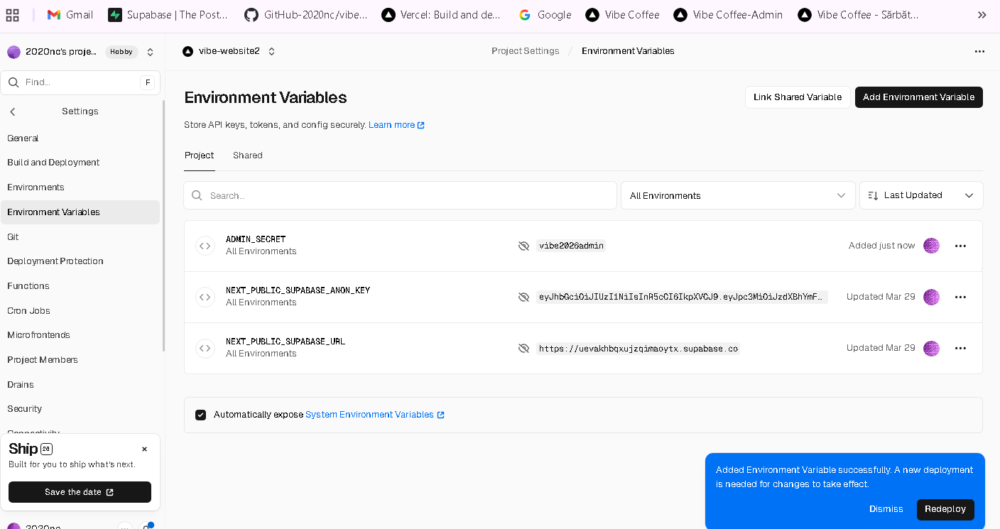 Gmail
Supabase | The Post...
GitHub-2020nc/vibe...
Vercel: Build and de...
Google
Vibe Coffee
Vibe Coffee-Admin
Vibe Coffee - Sărbăt...
2020nc's proje...
Hobby
vibe-website2
Project Settings / Environment Variables
Find...
F
Settings
General
Build and Deployment
Environments
Environment Variables
Git
Deployment Protection
Functions
Cron Jobs
Microfrontends
Project Members
Drains
Security
Connectivity
Ship 26
Built for you to ship what's next.
Save the date
2020nc
Environment Variables
Link Shared Variable
Add Environment Variable
Store API keys, tokens, and config securely. Learn more
Project
Shared
Search...
All Environments
Last Updated
ADMIN_SECRET
All Environments
vibe2026admin
Added just now
NEXT_PUBLIC_SUPABASE_ANON_KEY
All Environments
eyJhbGciOiJIUzI1NiIsInR5cCI6IkpXVCJ9.eyJpc3MiOiJzdXBhYmF…
Updated Mar 29
NEXT_PUBLIC_SUPABASE_URL
All Environments
https://uevakhbqxujzqimaoytx.supabase.co
Updated Mar 29
Automatically expose System Environment Variables
Added Environment Variable successfully. A new deployment
is needed for changes to take effect.
Dismiss
Redeploy